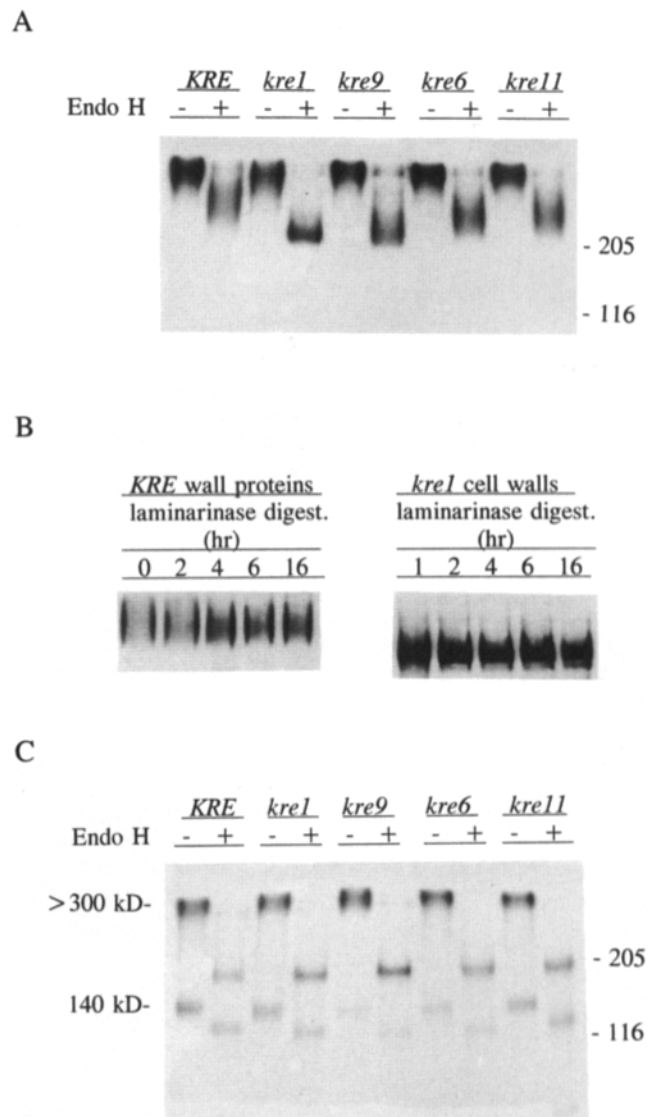 A
KRE kre1 kre9 kre6 kre11
Endo H - + - + - + - + - +
- 205
- 116
B
KRE wall proteins
laminarinase digest.
(hr)
0 2 4 6 16
kre1 cell walls
laminarinase digest.
(hr)
1 2 4 6 16
C
KRE kre1 kre9 kre6 kre11
Endo H - + - + - + - + - +
>300 kD-
- 205
140 kD-
- 116